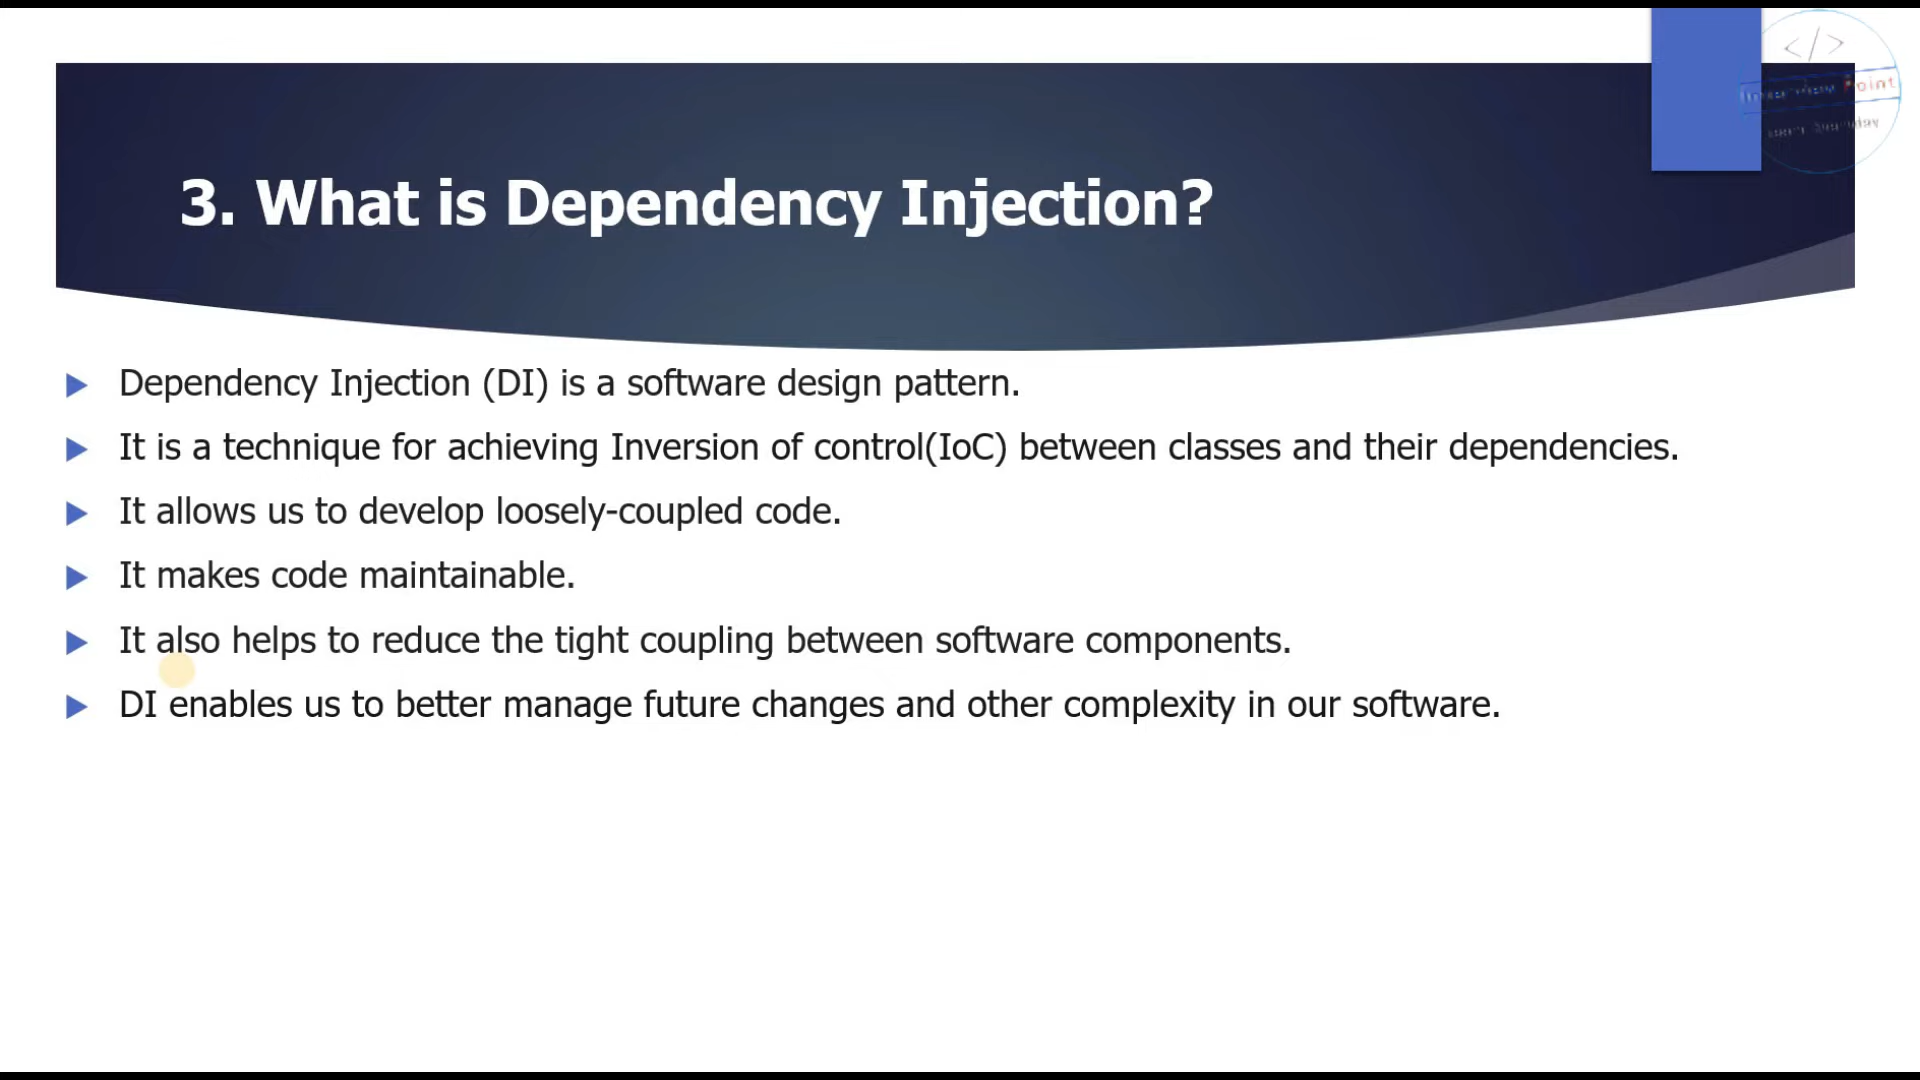 </>
Interview Point
3. What is Dependency Injection?
Dependency Injection (DI) is a software design pattern.
It is a technique for achieving Inversion of control(IoC) between classes and their dependencies.
It allows us to develop loosely-coupled code.
It makes code maintainable.
It also helps to reduce the tight coupling between software components.
DI enables us to better manage future changes and other complexity in our software.